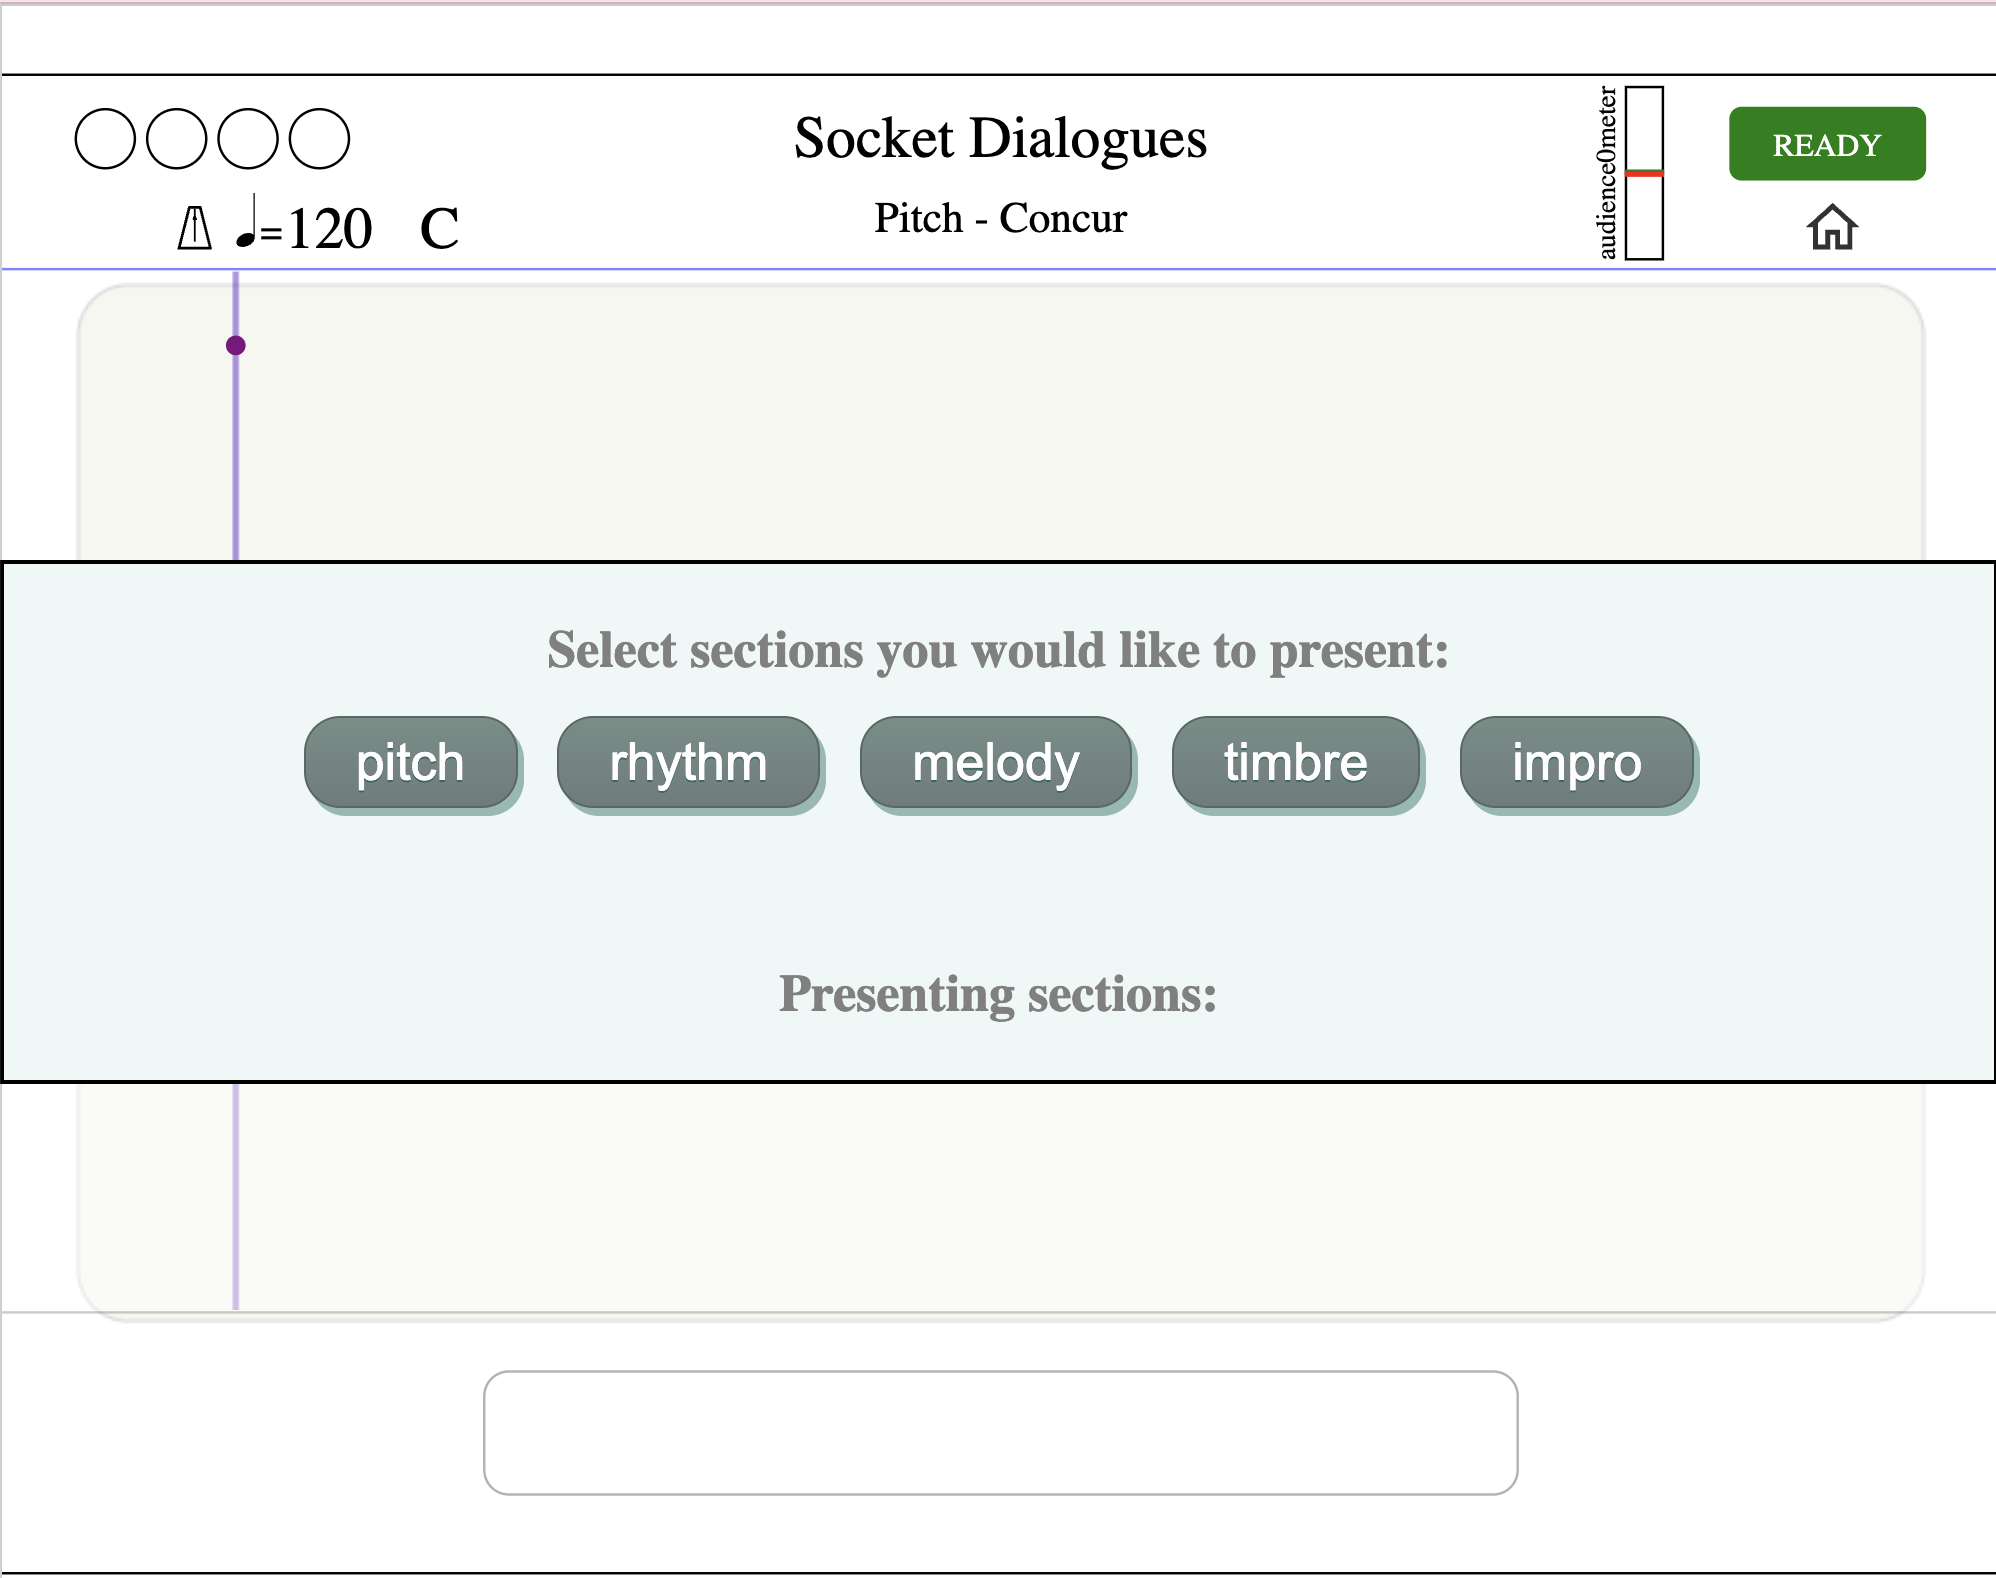 Socket Dialogues
READY
audience0meter
=120 C
Pitch - Concur
Select sections you would like to present:
pitch rhythm melody timbre impro
Presenting sections: